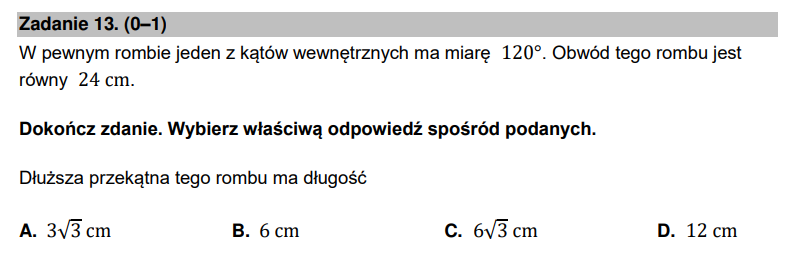 Zadanie 13. (0–1)
W pewnym rombie jeden z kątów wewnętrznych ma miarę 120°. Obwód tego rombu jest
równy 24 cm.
Dokończ zdanie. Wybierz właściwą odpowiedź spośród podanych.
Dłuższa przekątna tego rombu ma długość
A. 3√3 cm B. 6 cm C. 6√3 cm D. 12 cm